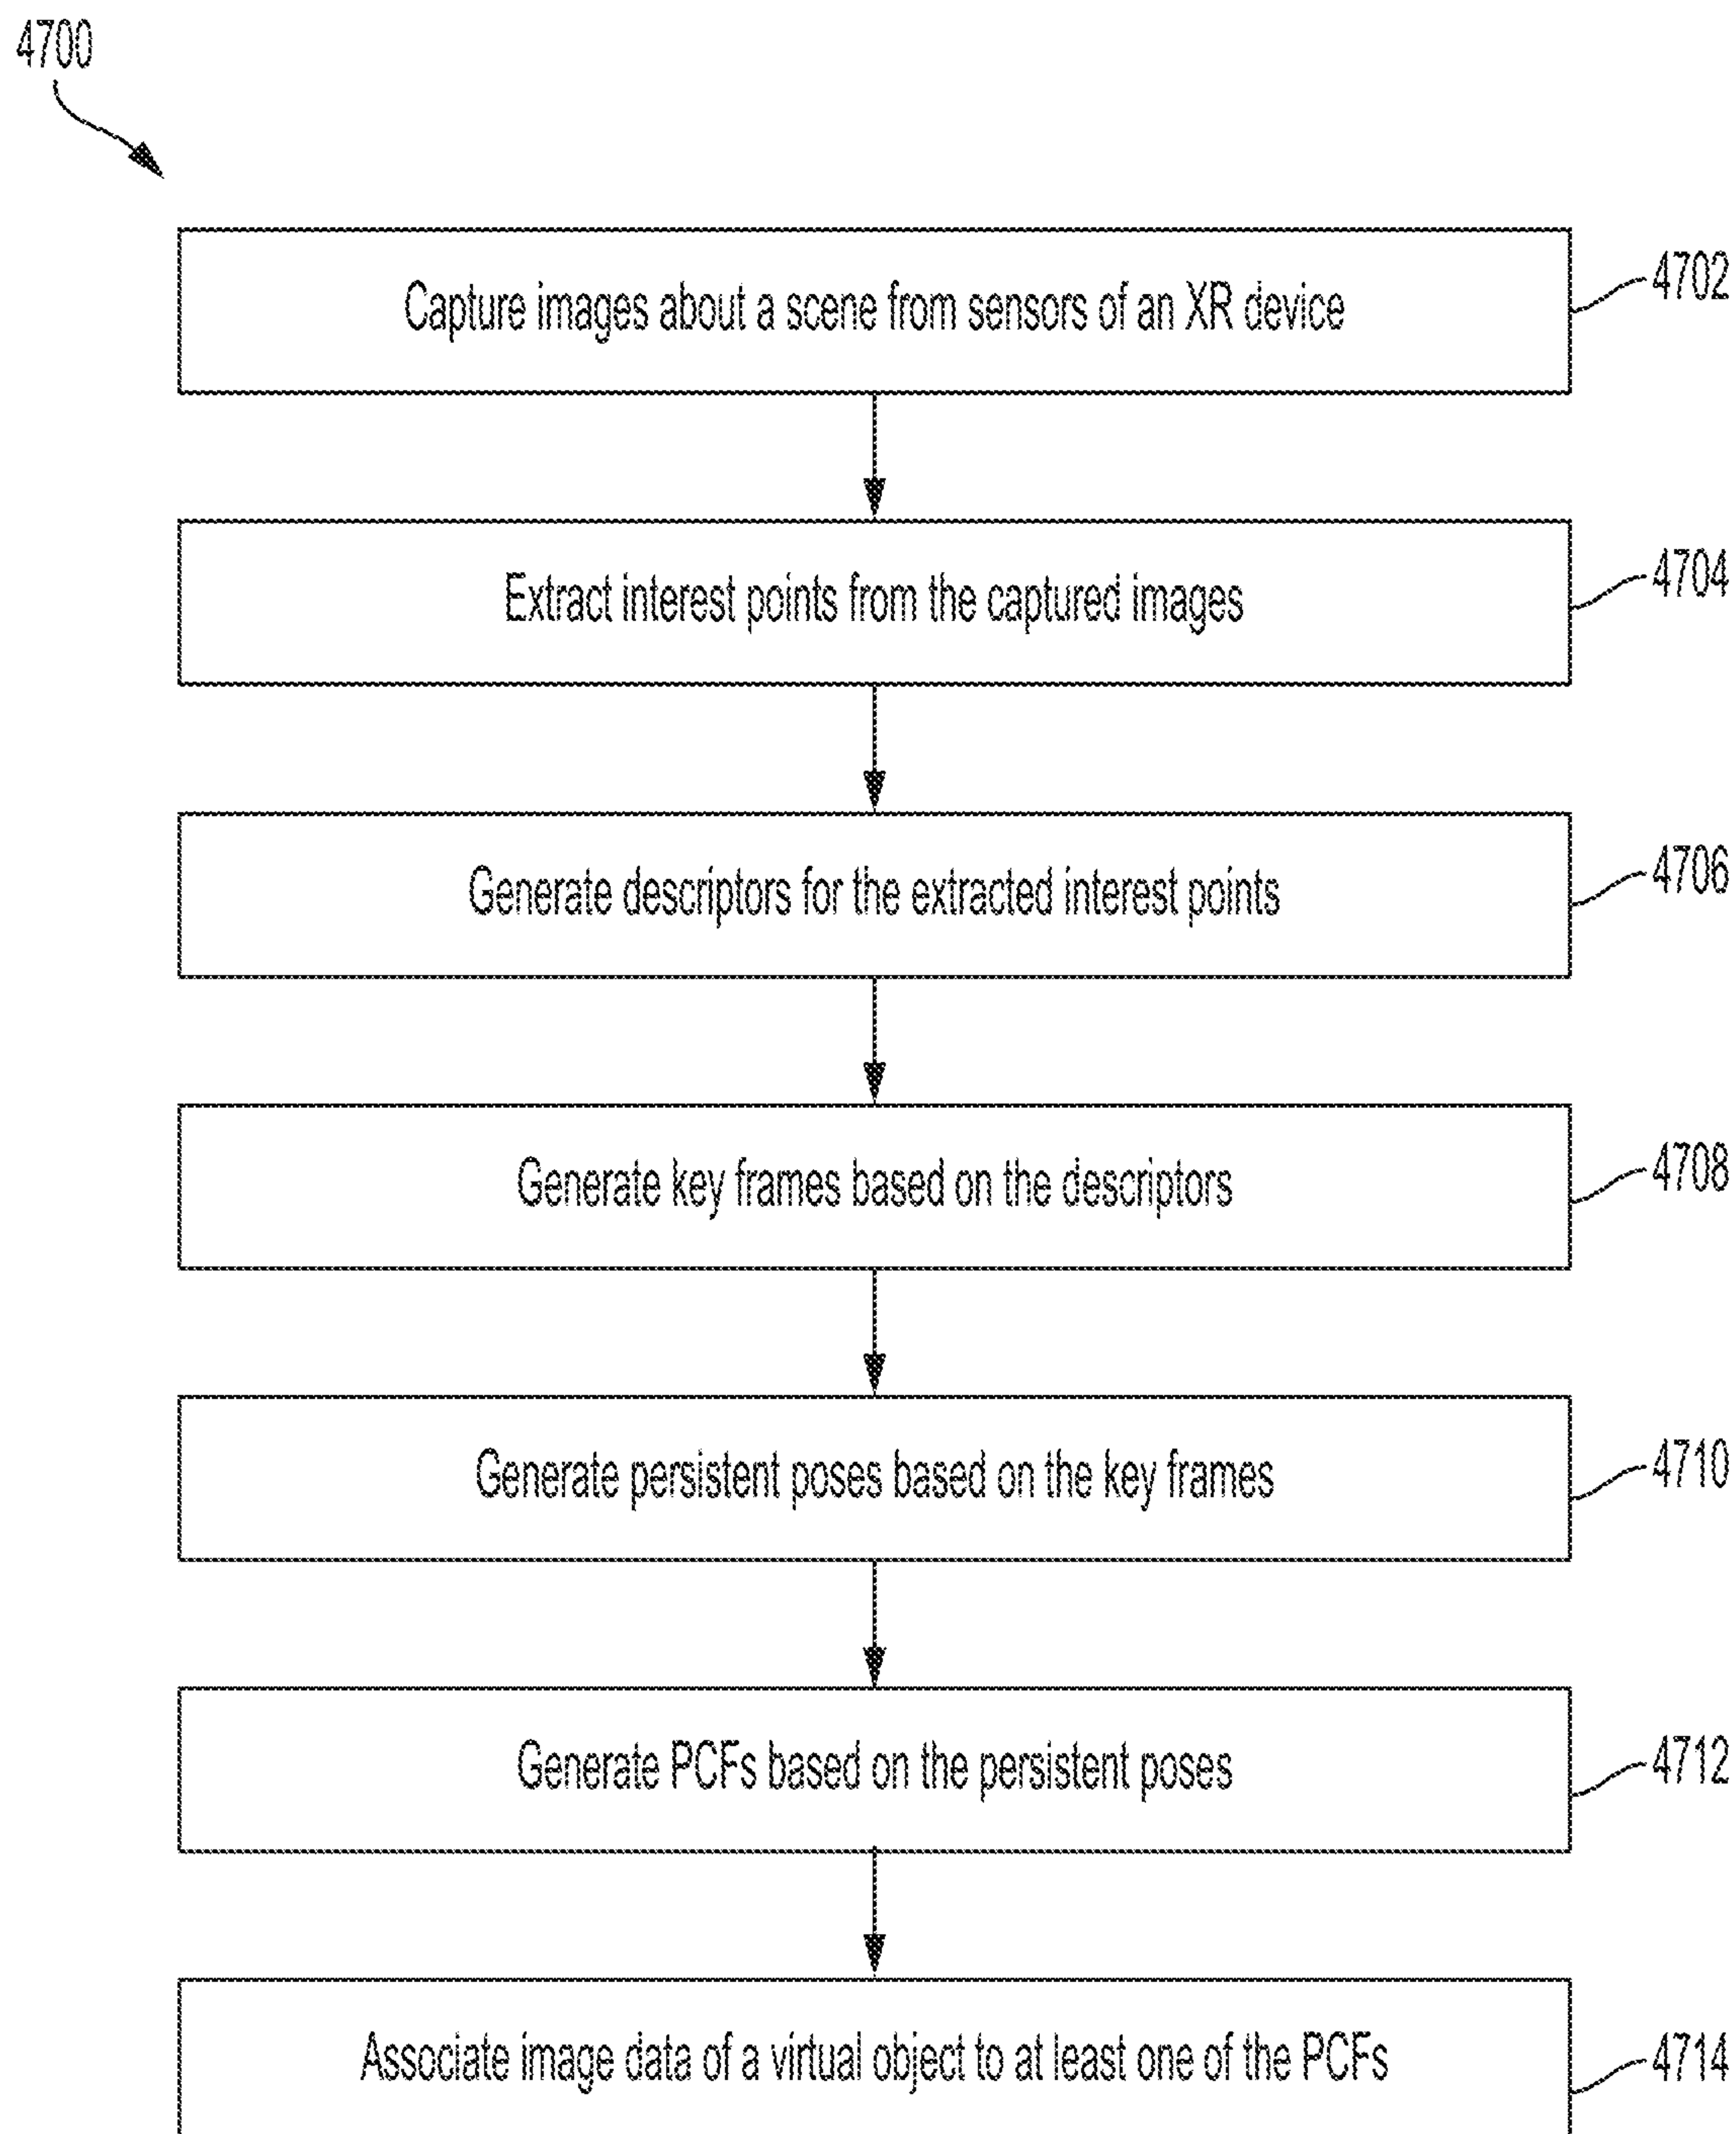 4700
Capture images about a scene from sensors of an XR device
4702
Extract interest points from the captured images
4704
Generate descriptors for the extracted interest points
4706
Generate key frames based on the descriptors
4708
Generate persistent poses based on the key frames
4710
Generate PCFs based on the persistent poses
4712
Associate image data of a virtual object to at least one of the PCFs
4714